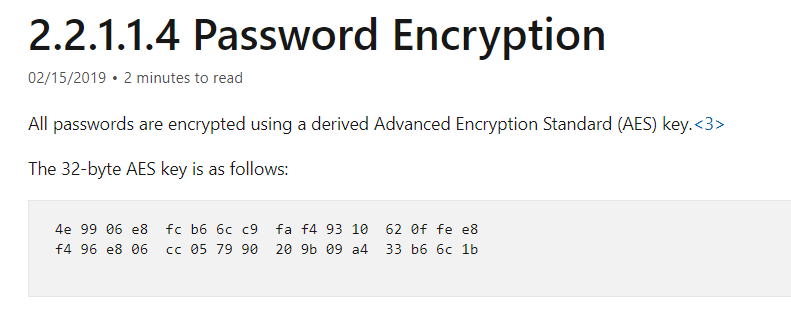 2.2.1.1.4 Password Encryption
02/15/2019 • 2 minutes to read
All passwords are encrypted using a derived Advanced Encryption Standard (AES) key.<3>
The 32-byte AES key is as follows:
4e 99 06 e8  fc b6 6c c9  fa f4 93 10  62 0f fe e8
f4 96 e8 06  cc 05 79 90  20 9b 09 a4  33 b6 6c 1b